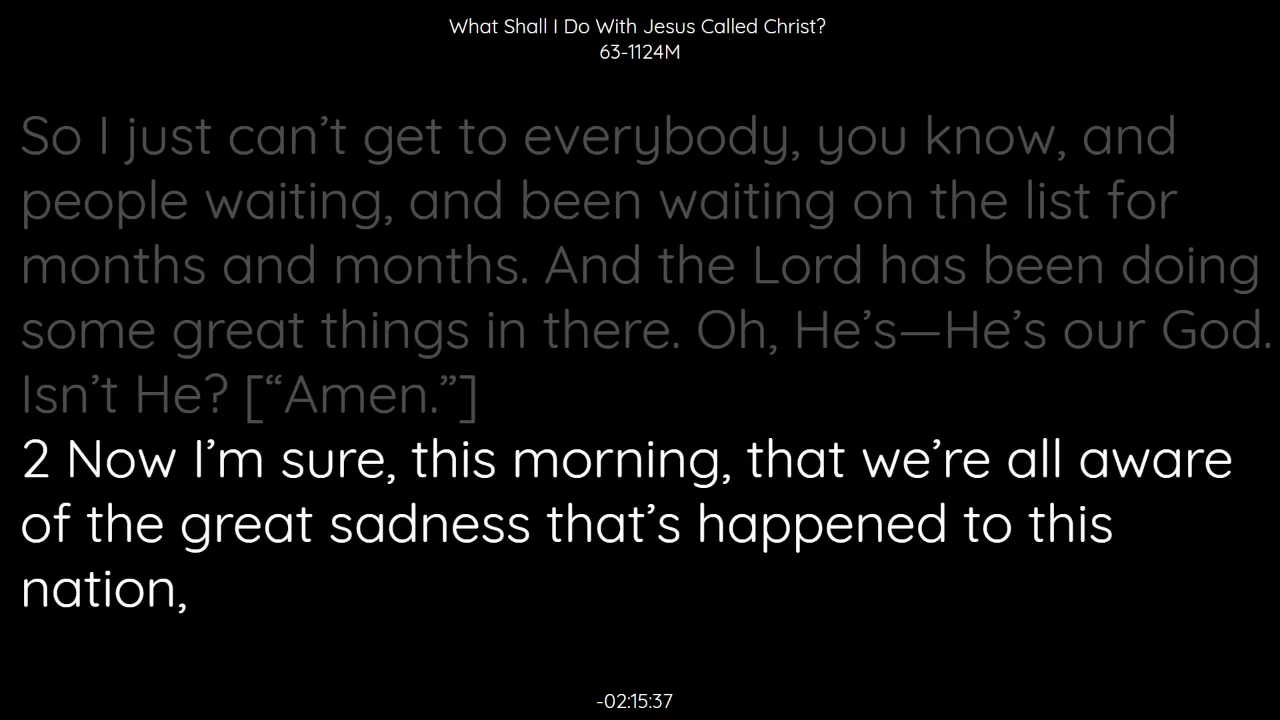 What Shall I Do With Jesus Called Christ?
63-1124M
So I just can’t get to everybody, you know, and
people waiting, and been waiting on the list for
months and months. And the Lord has been doing
some great things in there. Oh, He’s—He’s our God.
Isn’t He? [“Amen.”]
2 Now I’m sure, this morning, that we’re all aware
of the great sadness that’s happened to this
nation,
-02:15:37